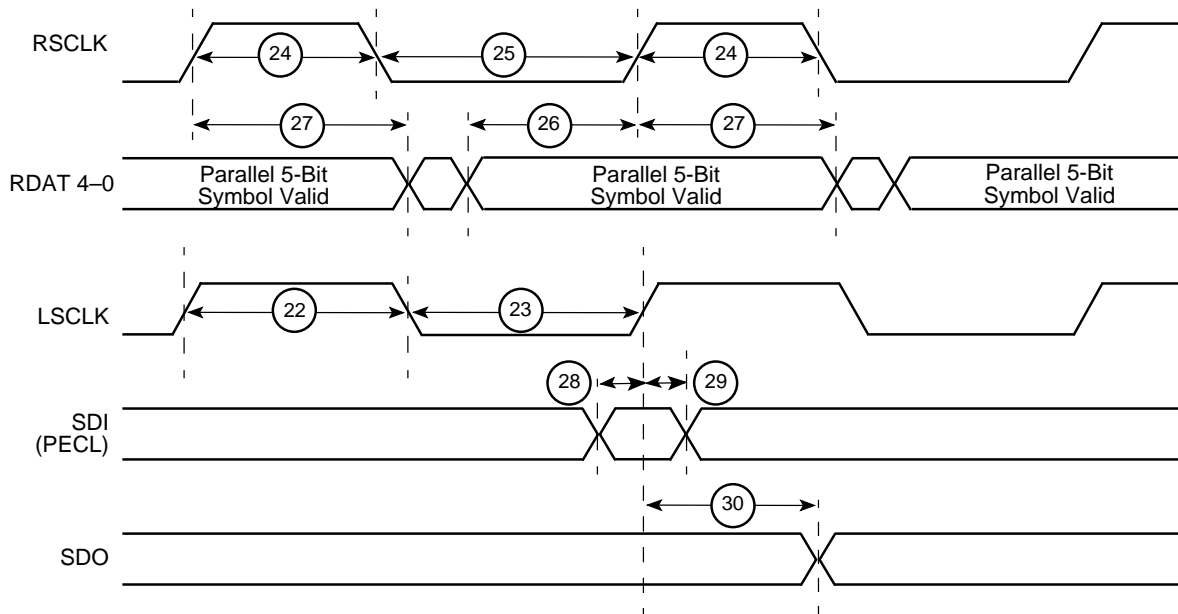 RSCLK
24
25
24
27
26
27
RDAT 4–0
Parallel 5-Bit
Symbol Valid
Parallel 5-Bit
Symbol Valid
Parallel 5-Bit
Symbol Valid
LSCLK
22
23
28
29
SDI
(PECL)
30
SDO